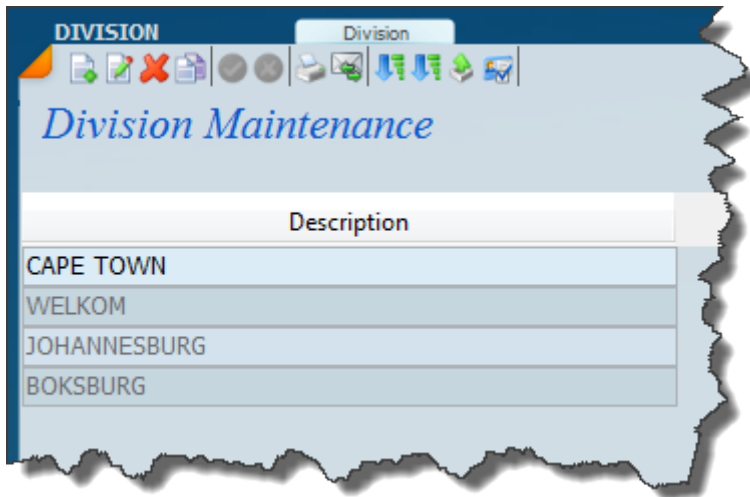 DIVISION Division
Division Maintenance
Description
CAPE TOWN
WELKOM
JOHANNESBURG
BOKSBURG